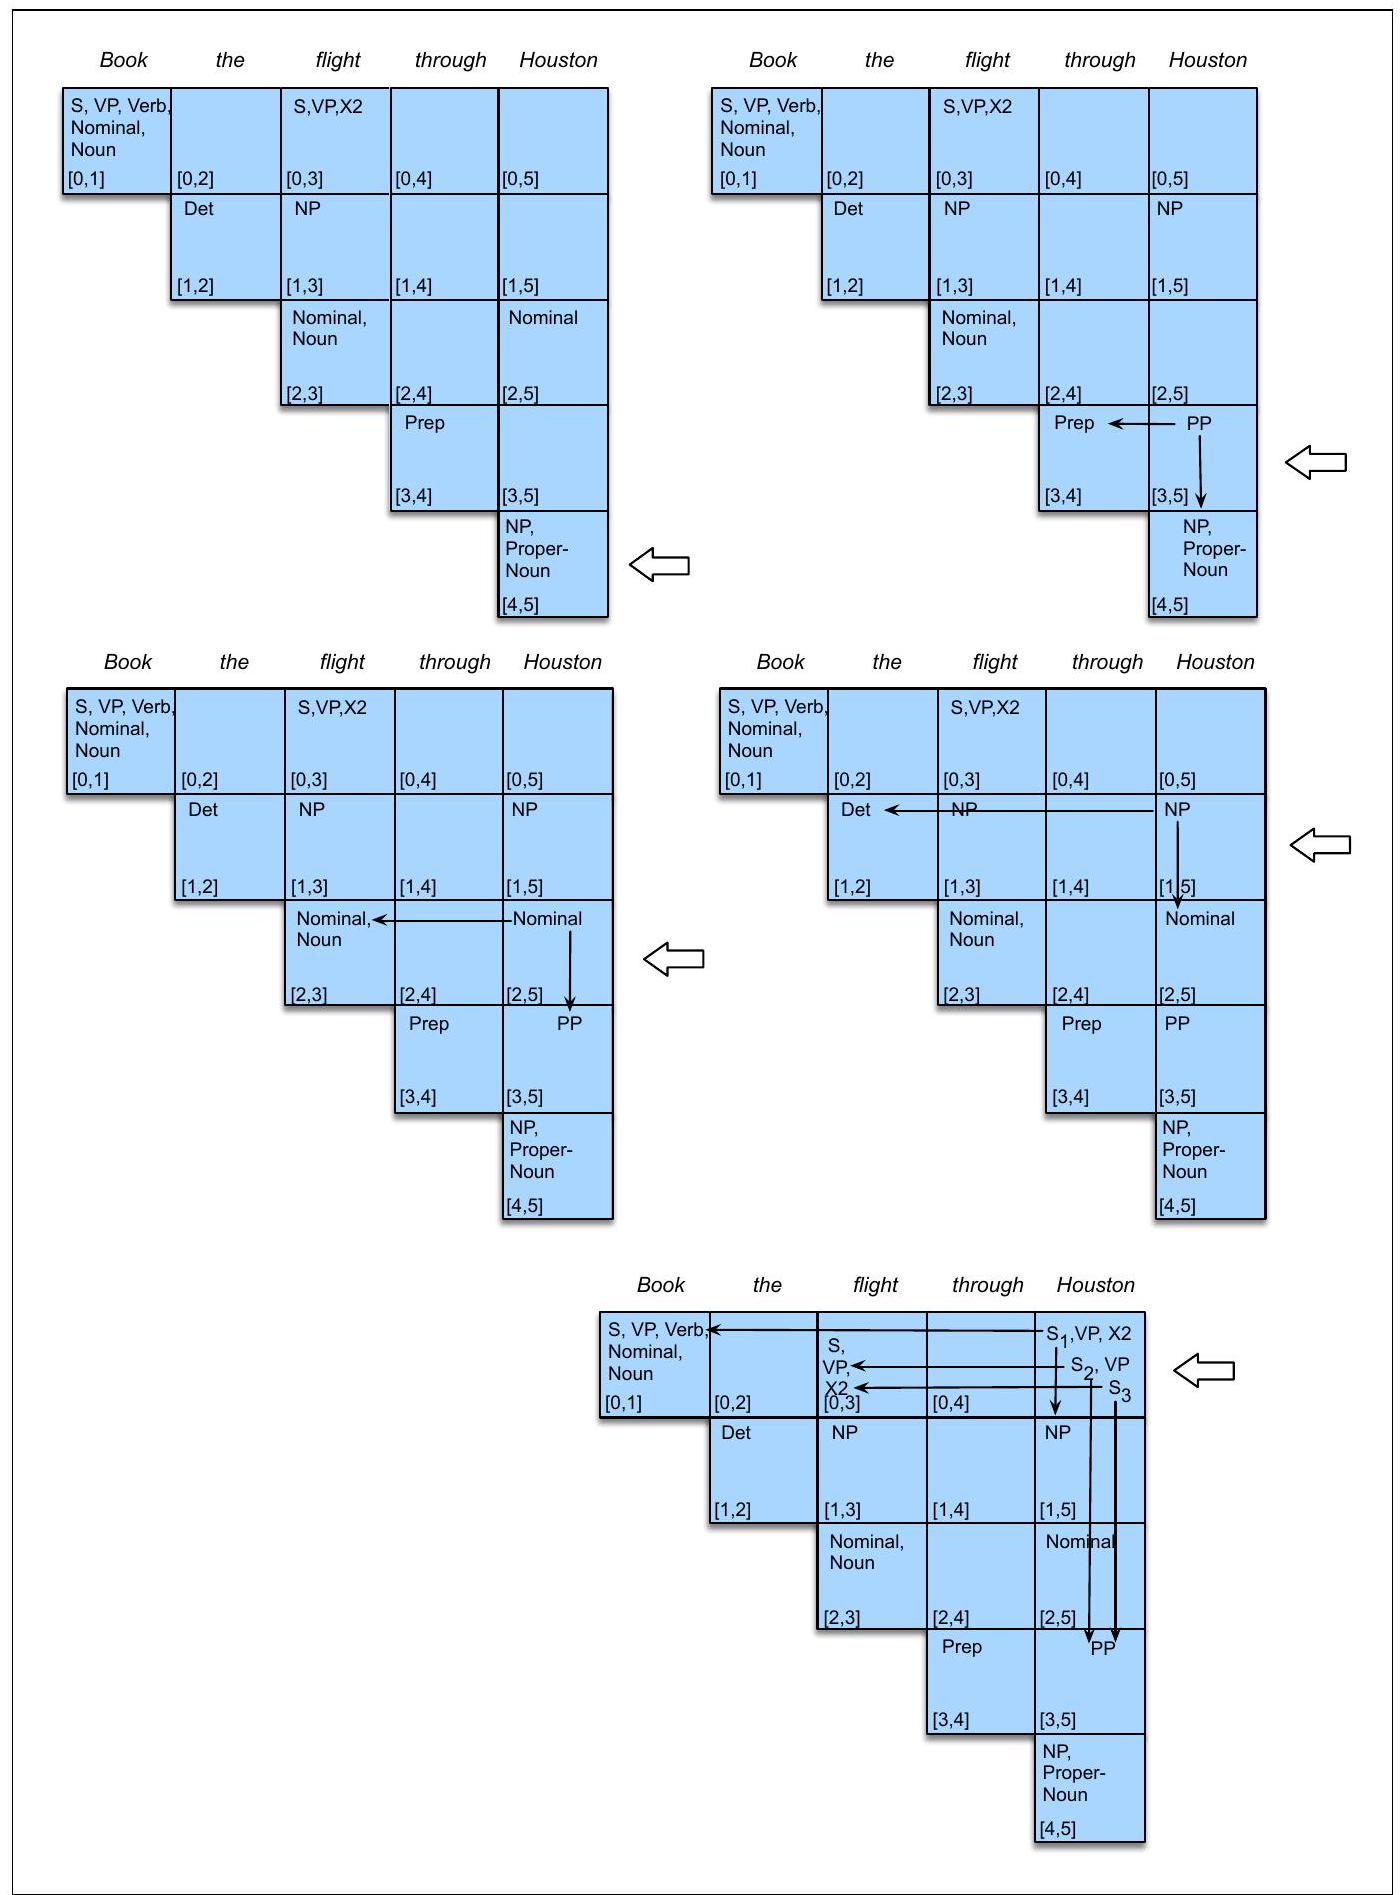 Book the flight through Houston
S, VP, Verb, S,VP,X2
Nominal,
Noun
[0,1] [0,2] [0,3] [0,4] [0,5]
Det NP
[1,2] [1,3] [1,4] [1,5]
Nominal, Nominal
Noun
[2,3] [2,4] [2,5]
Prep
[3,4] [3,5]
NP,
Proper-
Noun
[4,5]
Book the flight through Houston
S, VP, Verb, S,VP,X2
Nominal,
Noun
[0,1] [0,2] [0,3] [0,4] [0,5]
Det NP NP
[1,2] [1,3] [1,4] [1,5]
Nominal,
Noun
[2,3] [2,4] [2,5]
Prep PP
[3,4] [3,5]
NP,
Proper-
Noun
[4,5]
Book the flight through Houston
S, VP, Verb, S,VP,X2
Nominal,
Noun
[0,1] [0,2] [0,3] [0,4] [0,5]
Det NP NP
[1,2] [1,3] [1,4] [1,5]
Nominal, Nominal
Noun
[2,3] [2,4] [2,5]
Prep PP
[3,4] [3,5]
NP,
Proper-
Noun
[4,5]
Book the flight through Houston
S, VP, Verb, S,VP,X2
Nominal,
Noun
[0,1] [0,2] [0,3] [0,4] [0,5]
Det NP NP
[1,2] [1,3] [1,4] [1,5]
Nominal, Nominal
Noun
[2,3] [2,4] [2,5]
Prep PP
[3,4] [3,5]
NP,
Proper-
Noun
[4,5]
Book the flight through Houston
S, VP, Verb, S1,VP, X2
Nominal, S,
Noun VP, S2, VP
X2 S3
[0,1] [0,2] [0,3] [0,4]
Det NP NP
[1,2] [1,3] [1,4] [1,5]
Nominal, Nominal
Noun
[2,3] [2,4] [2,5]
Prep PP
[3,4] [3,5]
NP,
Proper-
Noun
[4,5]